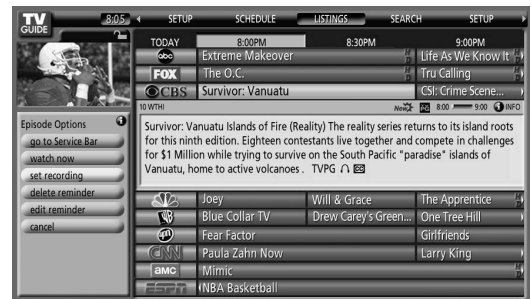 TV GUIDE 8:05 SETUP SCHEDULE LISTINGS SEARCH SETUP
TODAY 8:00PM 8:30PM 9:00PM
abc Extreme Makeover HD Life As We Know It
FOX The O.C. HD Tru Calling
CBS Survivor: Vanuatu CSI: Crime Scene...
10 WTHI New 8:00 9:00 INFO
Survivor: Vanuatu Islands of Fire (Reality) The reality series returns to its island roots
for this ninth edition. Eighteen contestants live together and compete in challenges
for $1 Million while trying to survive on the South Pacific "paradise" islands of
Vanuatu, home to active volcanoes. TVPG
Episode Options
go to Service Bar
watch now
set recording
delete reminder
edit reminder
cancel
Joey Will & Grace The Apprentice HD
WB Blue Collar TV Drew Carey's Green... One Tree Hill
Fear Factor Girlfriends
CNN Paula Zahn Now Larry King
amc Mimic HD
ESPN NBA Basketball